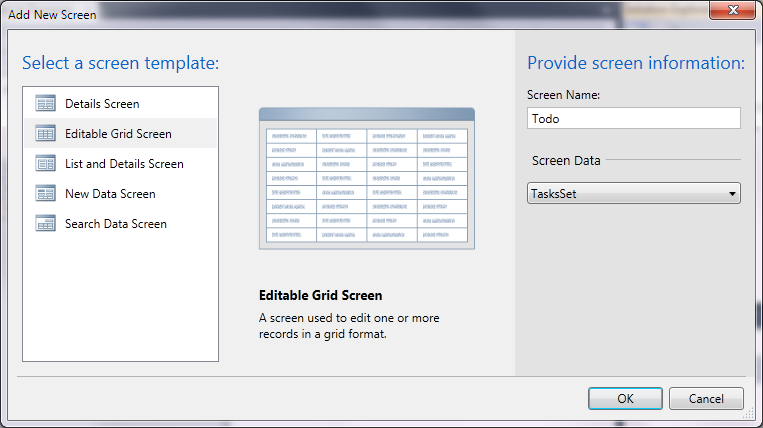 Add New Screen
Select a screen template:
Details Screen
Editable Grid Screen
List and Details Screen
New Data Screen
Search Data Screen
Editable Grid Screen
A screen used to edit one or more
records in a grid format.
Provide screen information:
Screen Name:
Todo
Screen Data
TasksSet
OK
Cancel